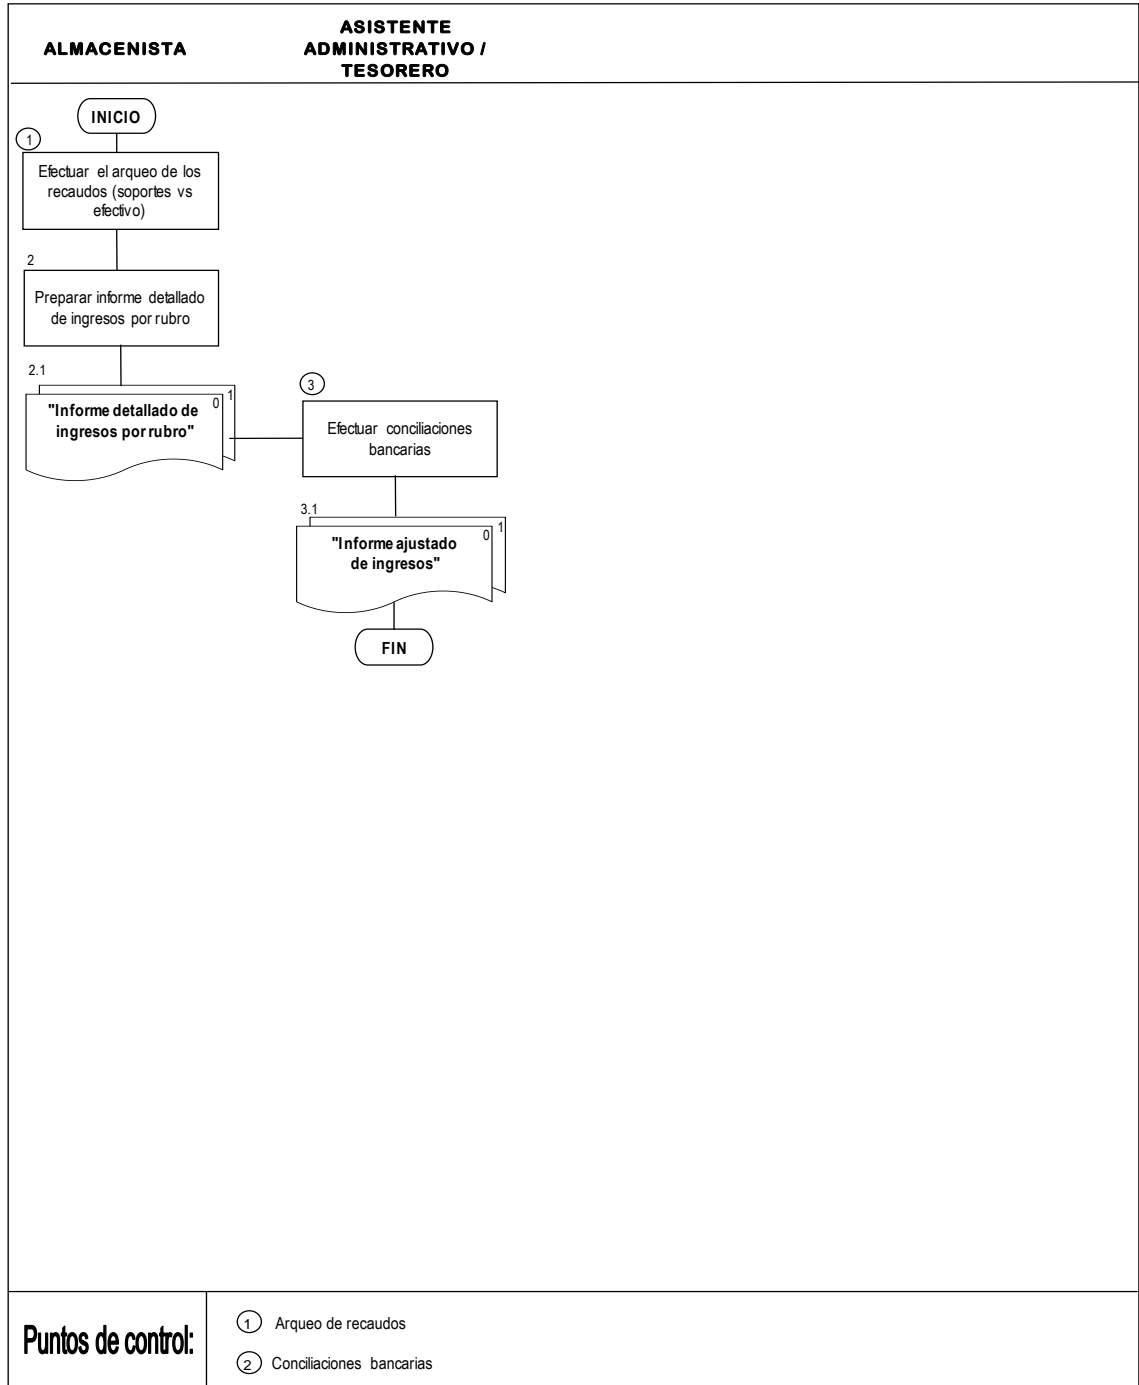 ALMACENISTA
ASISTENTE
ADMINISTRATIVO /
TESORERO
INICIO
1
Efectuar el arqueo de los
recaudos (soportes vs
efectivo)
2
Preparar informe detallado
de ingresos por rubro
2.1
1
0
"Informe detallado de
ingresos por rubro"
3
Efectuar conciliaciones
bancarias
3.1
1
0
"Informe ajustado
de ingresos"
FIN
Puntos de control:
1 Arqueo de recaudos
2 Conciliaciones bancarias